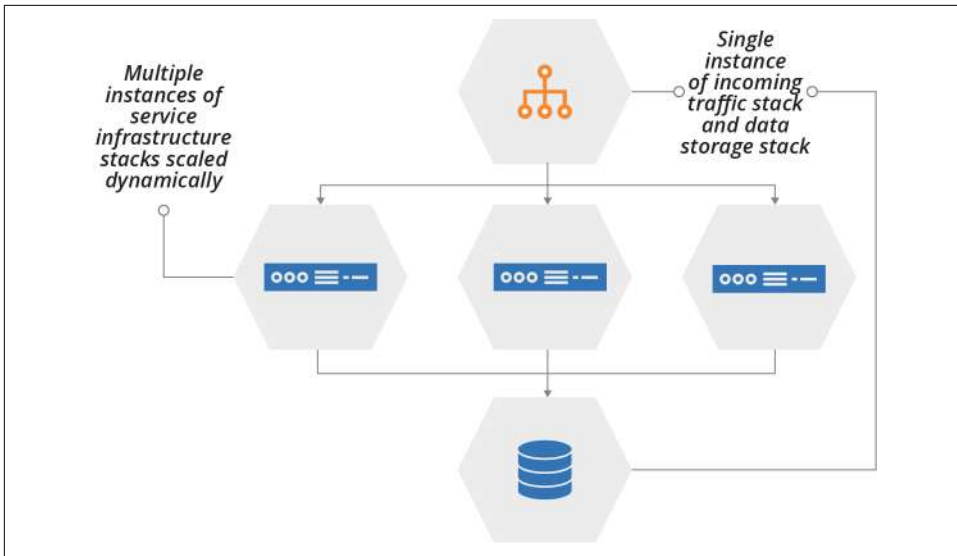 Multiple
instances of
service
infrastructure
stacks scaled
dynamically
Single
instance
of incoming
traffic stack
and data
storage stack